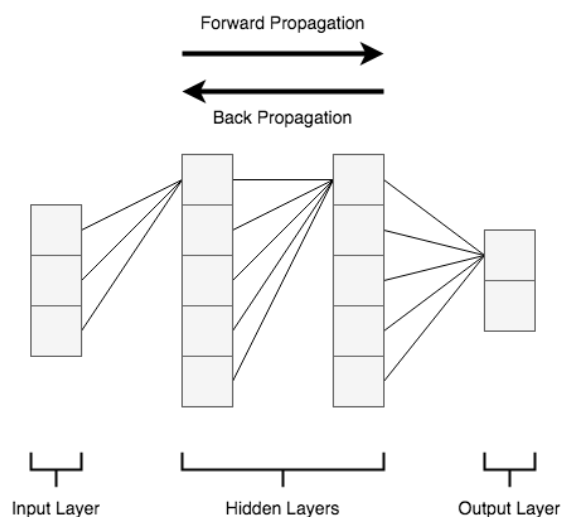 Forward Propagation
Back Propagation
Input Layer
Hidden Layers
Output Layer